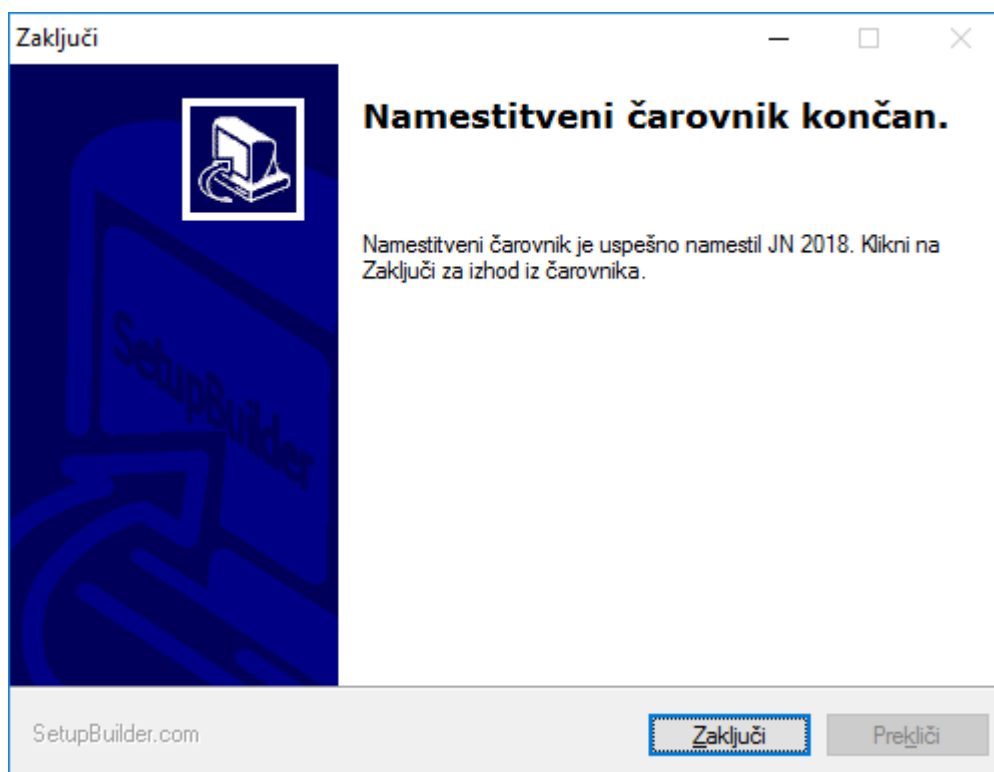 Zaključi
Namestitveni čarovnik končan.
Namestitveni čarovnik je uspešno namestil JN 2018. Klikni na
Zaključi za izhod iz čarovnika.
SetupBuilder
SetupBuilder.com
Zaključi
Prekliči